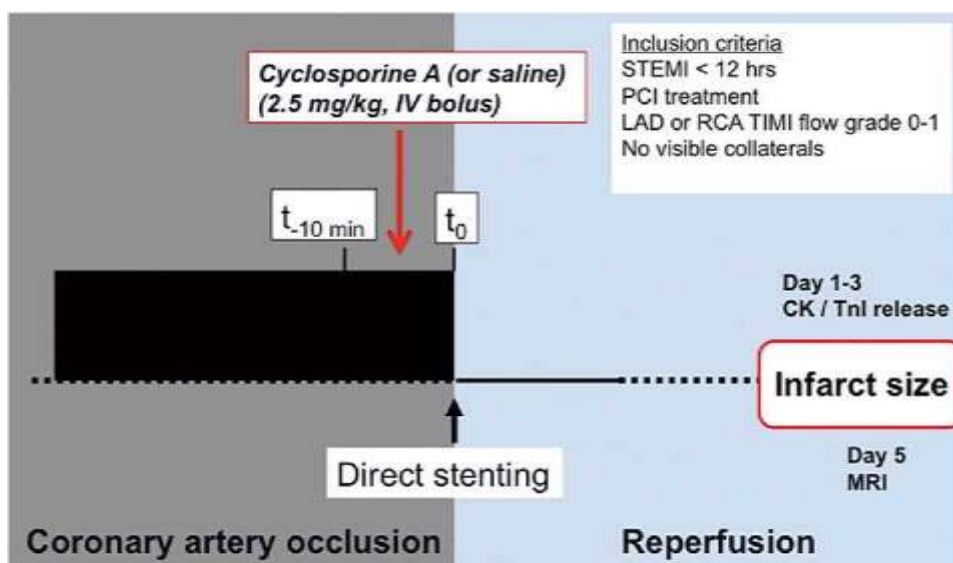 Cyclosporine A (or saline)
(2.5 mg/kg, IV bolus)
Inclusion criteria
STEMI < 12 hrs
PCI treatment
LAD or RCA TIMI flow grade 0-1
No visible collaterals
t-10 min
t0
Day 1-3
CK / TnI release
Infarct size
Day 5
MRI
Direct stenting
Coronary artery occlusion
Reperfusion